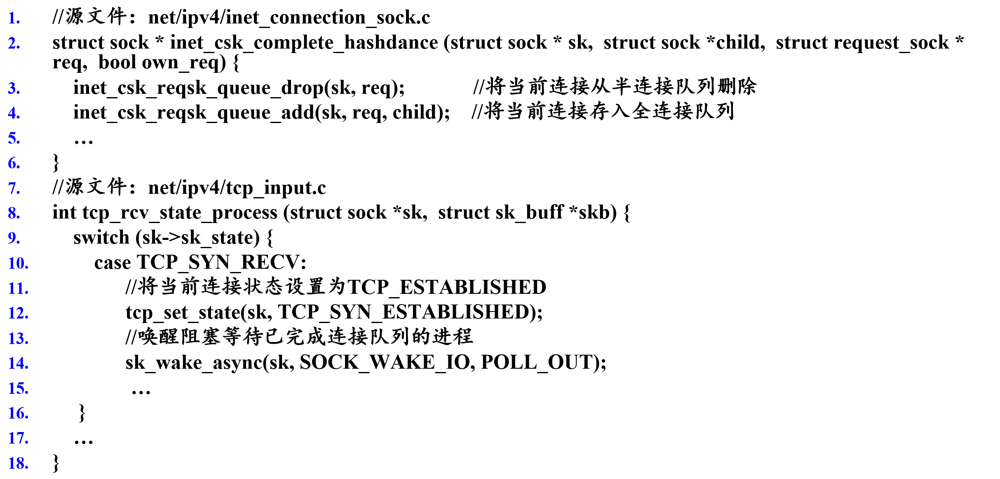 1. //源文件：net/ipv4/inet_connection_sock.c
2. struct sock * inet_csk_complete_hashdance (struct sock * sk, struct sock *child, struct request_sock *
req, bool own_req) {
3. inet_csk_reqsk_queue_drop(sk, req); //将当前连接从半连接队列删除
4. inet_csk_reqsk_queue_add(sk, req, child); //将当前连接存入全连接队列
5. …
6. }
7. //源文件：net/ipv4/tcp_input.c
8. int tcp_rcv_state_process (struct sock *sk, struct sk_buff *skb) {
9. switch (sk->sk_state) {
10. case TCP_SYN_RECV:
11. //将当前连接状态设置为TCP_ESTABLISHED
12. tcp_set_state(sk, TCP_SYN_ESTABLISHED);
13. //唤醒阻塞等待已完成连接队列的进程
14. sk_wake_async(sk, SOCK_WAKE_IO, POLL_OUT);
15. …
16. }
17. …
18. }